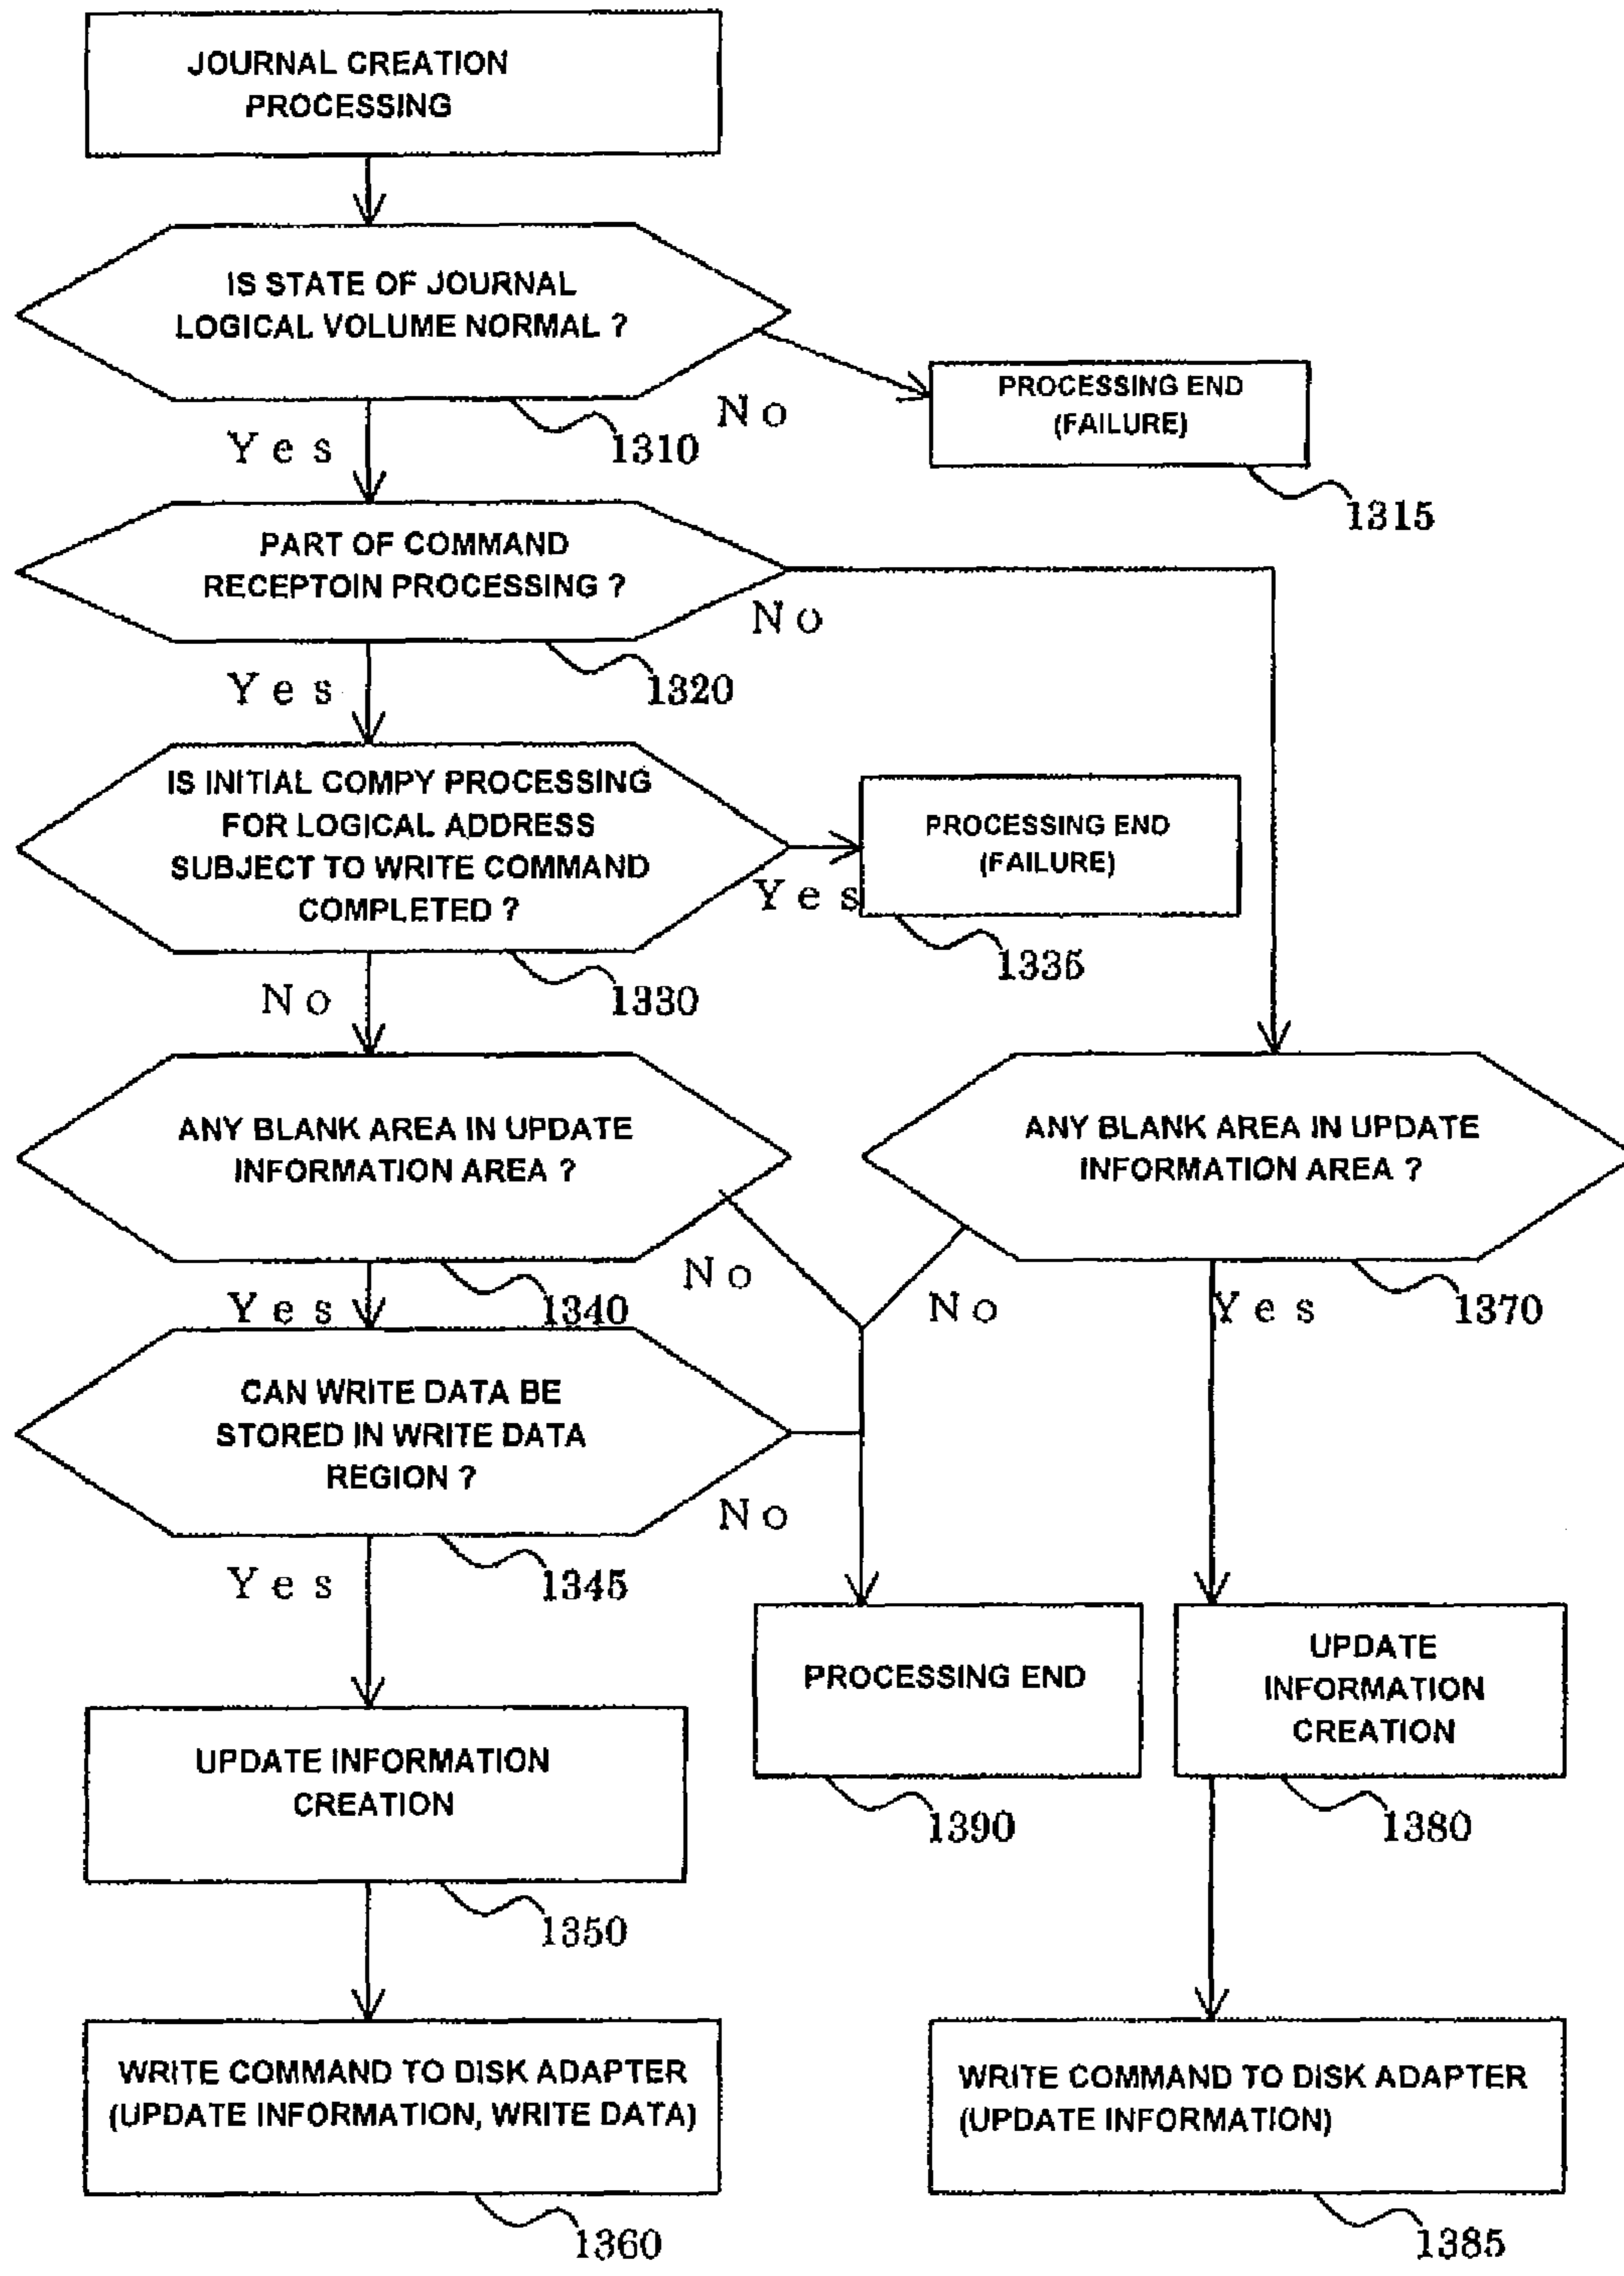 JOURNAL CREATION
PROCESSING
IS STATE OF JOURNAL
LOGICAL VOLUME NORMAL ?
No
PROCESSING END
(FAILURE)
Yes
1310
1315
PART OF COMMAND
RECEPTOIN PROCESSING ?
No
Yes
1320
IS INITIAL COMPY PROCESSING
FOR LOGICAL ADDRESS
SUBJECT TO WRITE COMMAND
COMPLETED ?
PROCESSING END
(FAILURE)
Yes
1335
No
1330
ANY BLANK AREA IN UPDATE
INFORMATION AREA ?
ANY BLANK AREA IN UPDATE
INFORMATION AREA ?
No
No
Yes
1340
Yes
1370
CAN WRITE DATA BE
STORED IN WRITE DATA
REGION ?
No
Yes
1345
PROCESSING END
UPDATE
INFORMATION
CREATION
UPDATE INFORMATION
CREATION
1390
1380
1350
WRITE COMMAND TO DISK ADAPTER
(UPDATE INFORMATION, WRITE DATA)
WRITE COMMAND TO DISK ADAPTER
(UPDATE INFORMATION)
1360
1385